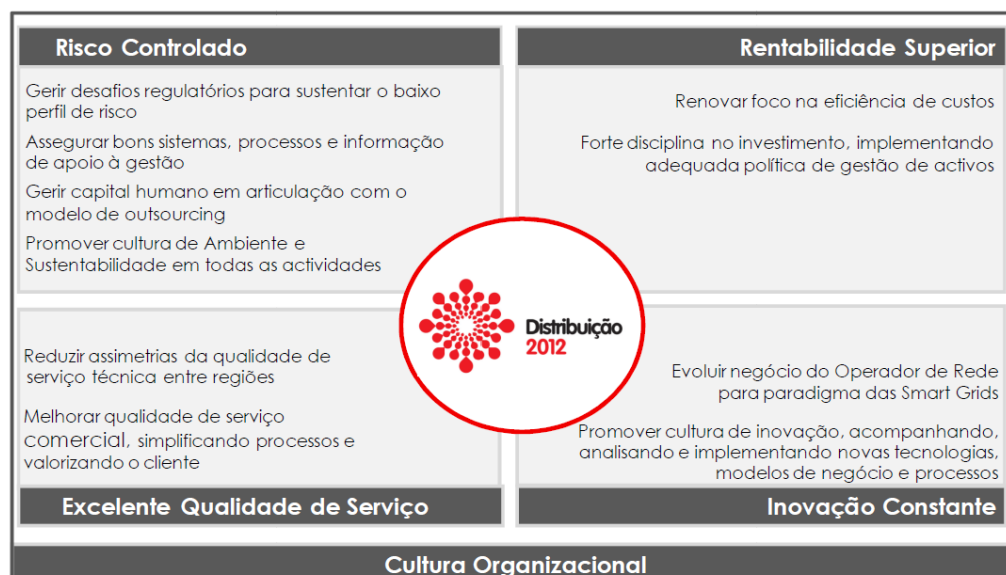 Risco Controlado
Gerir desafios regulatórios para sustentar o baixo
perfil de risco
Assegurar bons sistemas, processos e informação
de apoio à gestão
Gerir capital humano em articulação com o
modelo de outsourcing
Promover cultura de Ambiente e
Sustentabilidade em todas as actividades
Rentabilidade Superior
Renovar foco na eficiência de custos
Forte disciplina no investimento, implementando
adequada política de gestão de activos
Distribuição
2012
Reduzir assimetrias da qualidade de
serviço técnica entre regiões
Melhorar qualidade de serviço
comercial, simplificando processos e
valorizando o cliente
Excelente Qualidade de Serviço
Evoluir negócio do Operador de Rede
para paradigma das Smart Grids
Promover cultura de inovação, acompanhando,
analisando e implementando novas tecnologias,
modelos de negócio e processos
Inovação Constante
Cultura Organizacional